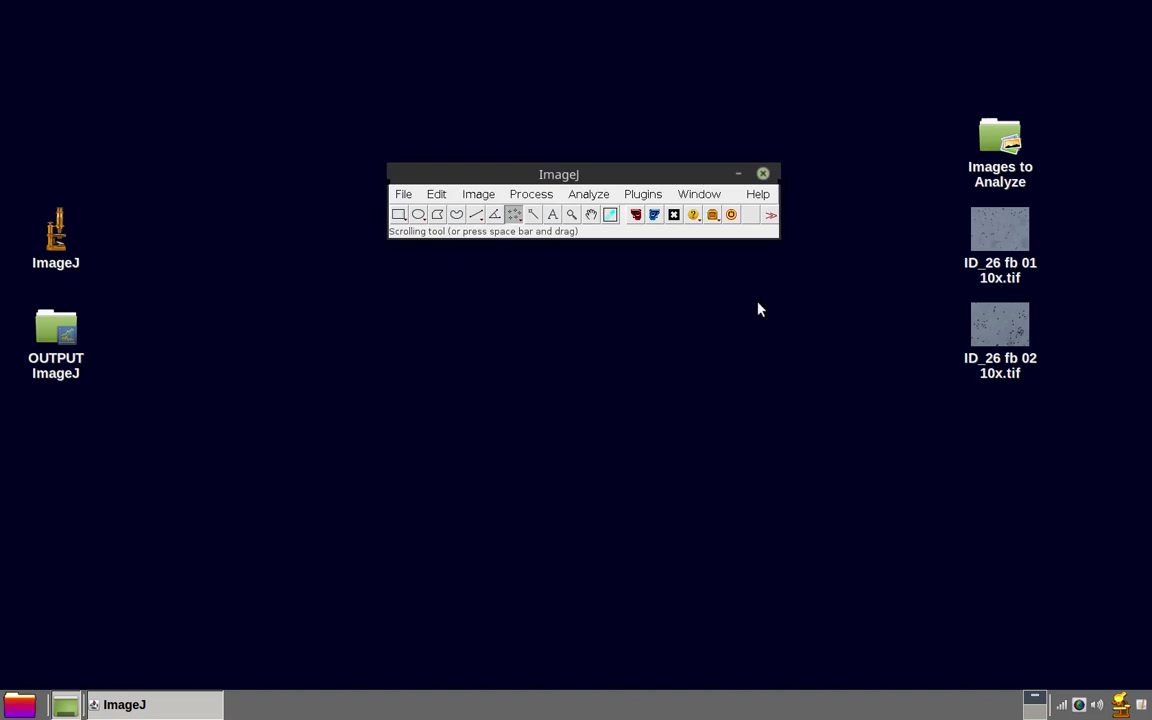 ImageJ
File Edit Image Process Analyze Plugins Window Help
A
Scrolling tool (or press space bar and drag)
Images to
Analyze
ID_26 fb 01
10x.tif
ID_26 fb 02
10x.tif
ImageJ
OUTPUT
ImageJ
ImageJ